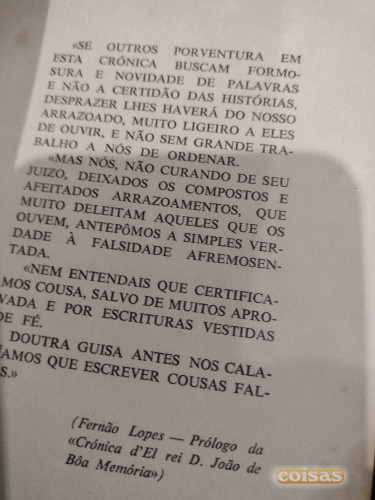 «SE OUTROS PORVENTURA EM
ESTA CRÓNICA BUSCAM FORMO-
SURA E NOVIDADE DE PALAVRAS
E NÃO A CERTIDÃO DAS HISTÓRIAS,
DESPRAZER LHES HAVERÁ DO NOSSO
ARRAZOADO, MUITO LIGEIRO A ELES
DE OUVIR, E NÃO SEM GRANDE TRA-
BALHO A NÓS DE ORDENAR.
«MAS NÓS, NÃO CURANDO DE SEU
JUIZO, DEIXADOS OS COMPOSTOS E
AFEITADOS ARRAZOAMENTOS, QUE
MUITO DELEITAM AQUELES QUE OS
OUVEM, ANTEPÔMOS A SIMPLES VER-
DADE À FALSIDADE AFREMOSEN-
TADA.
«NEM ENTENDAIS QUE CERTIFICA-
MOS COUSA, SALVO DE MUITOS APRO-
VADA E POR ESCRITURAS VESTIDAS
DE FÉ.
DOUTRA GUISA ANTES NOS CALA-
ÍAMOS QUE ESCREVER COUSAS FAL-
S.»
(Fernão Lopes — Prólogo da
«Crónica d'El rei D. João de
Bôa Memória»)
coisas